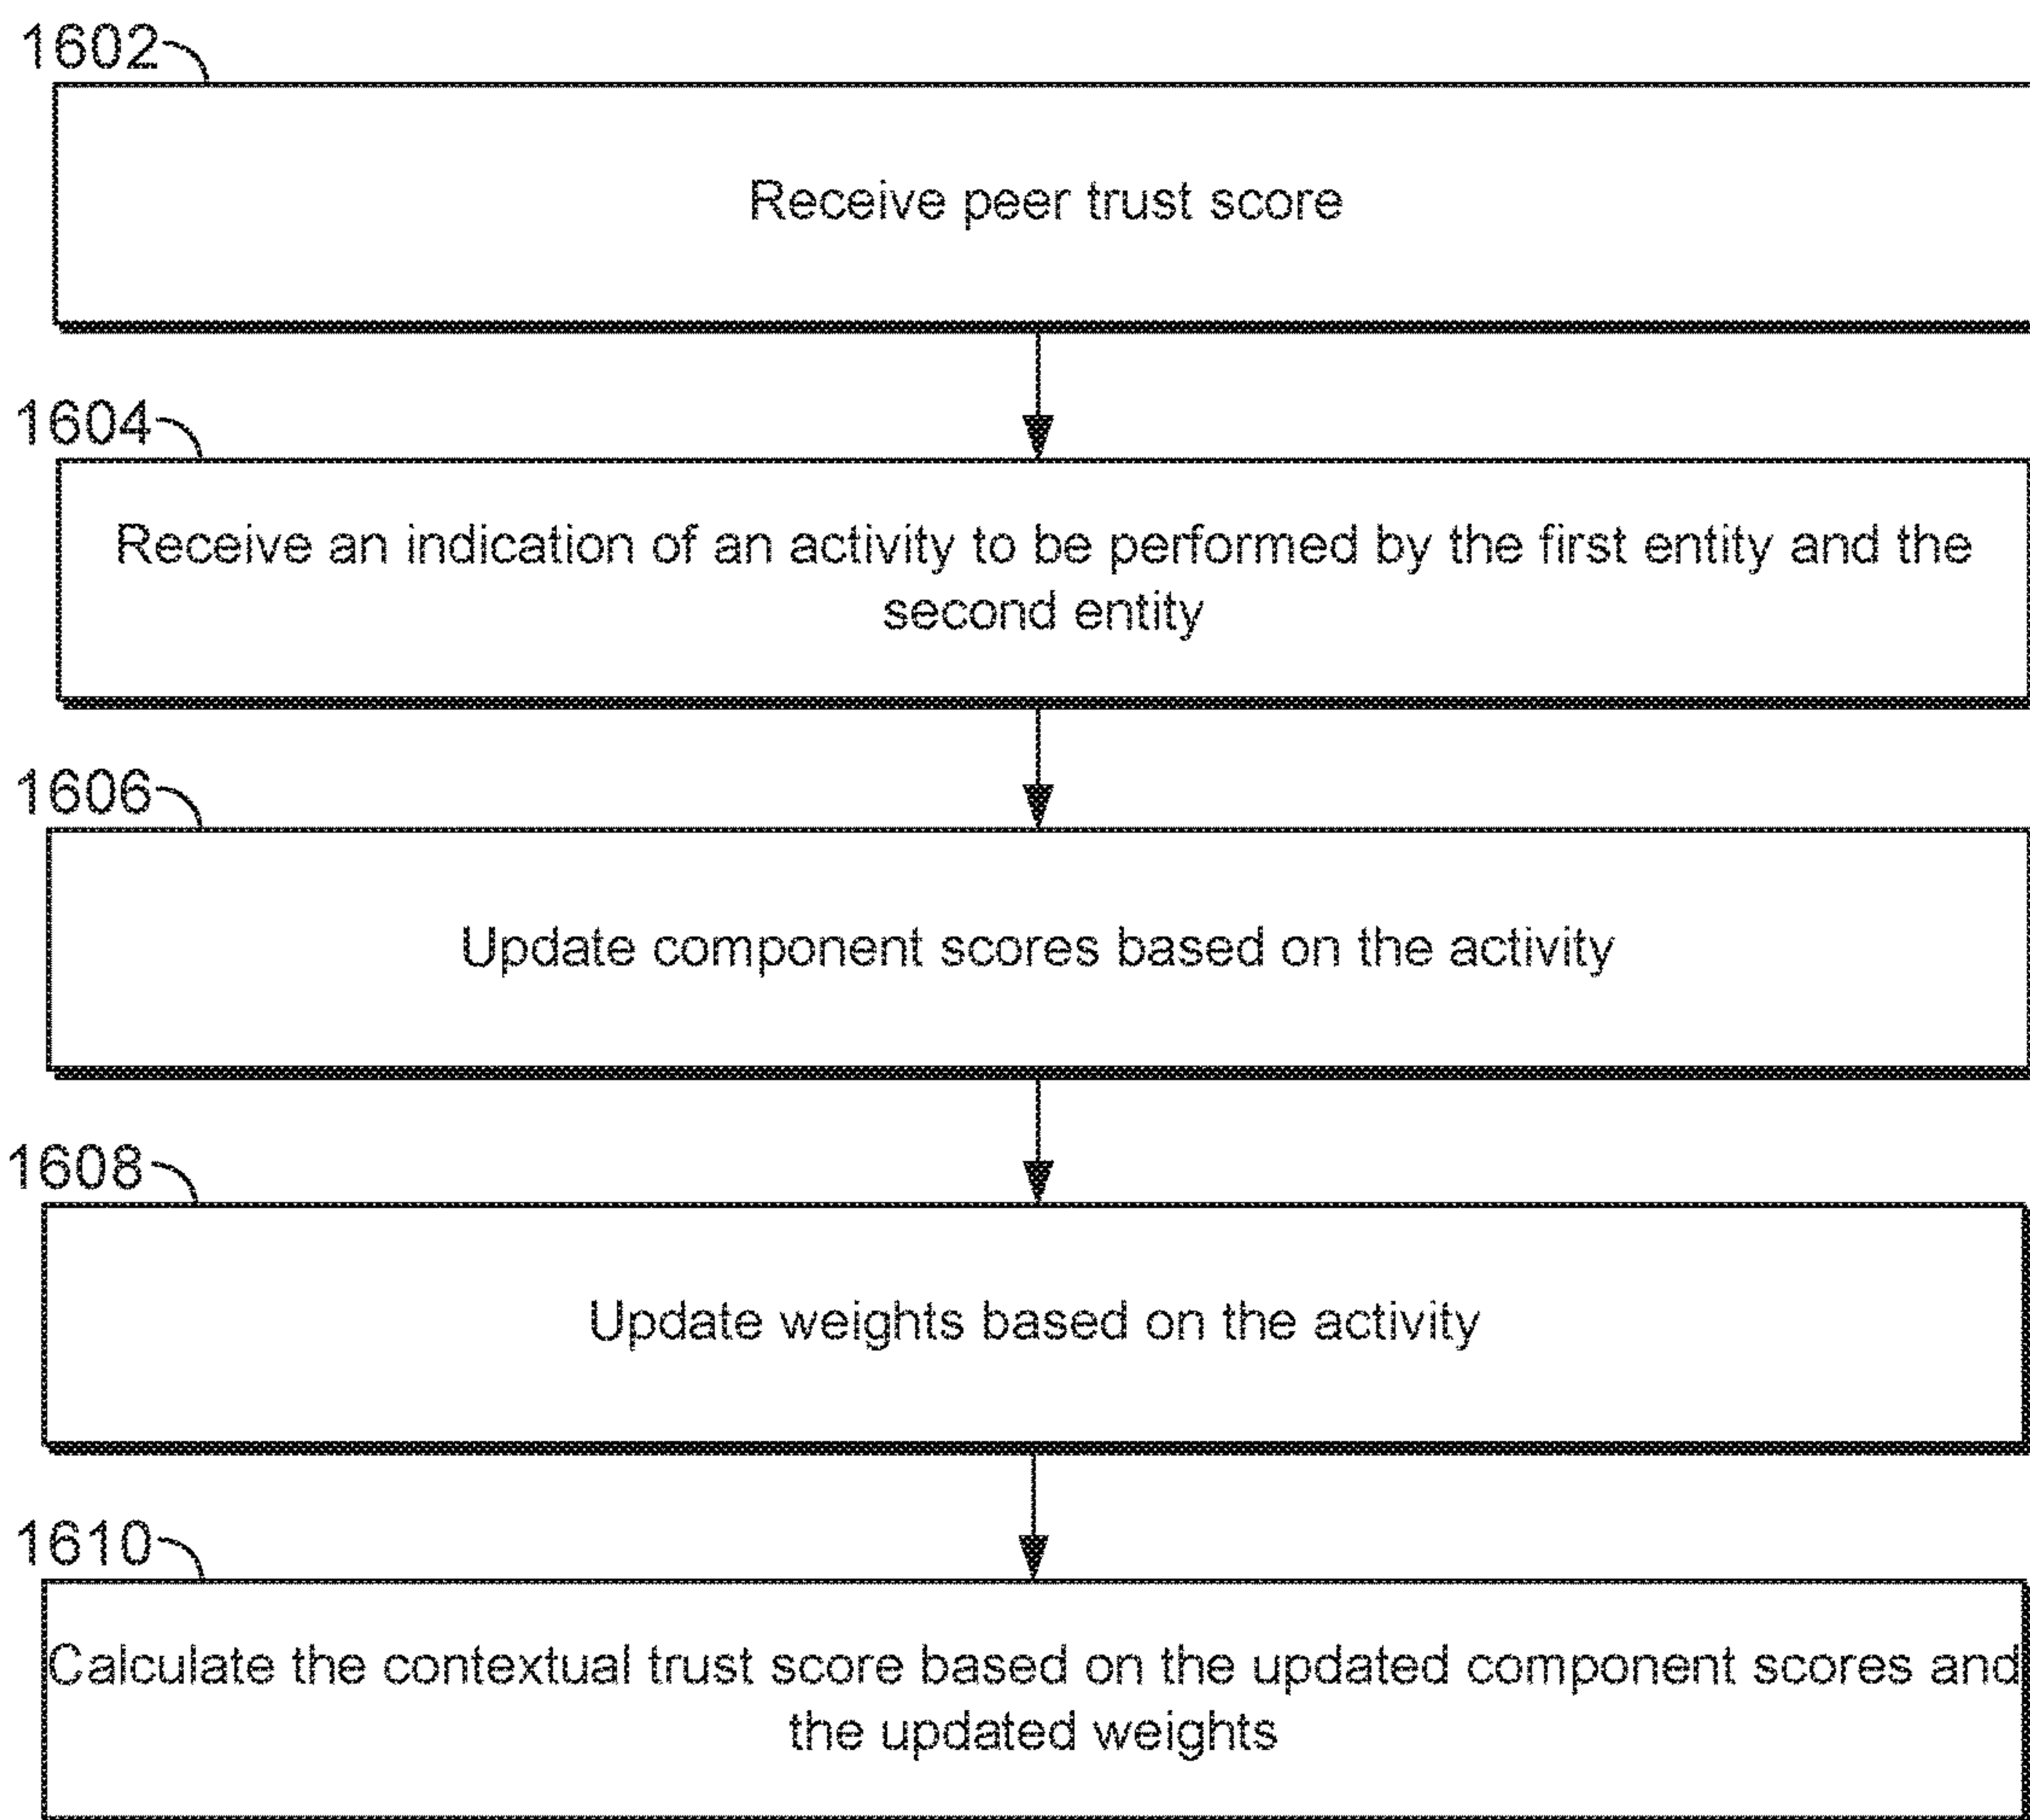 1602
Receive peer trust score
1604
Receive an indication of an activity to be performed by the first entity and the
second entity
1606
Update component scores based on the activity
1608
Update weights based on the activity
1610
Calculate the contextual trust score based on the updated component scores and
the updated weights